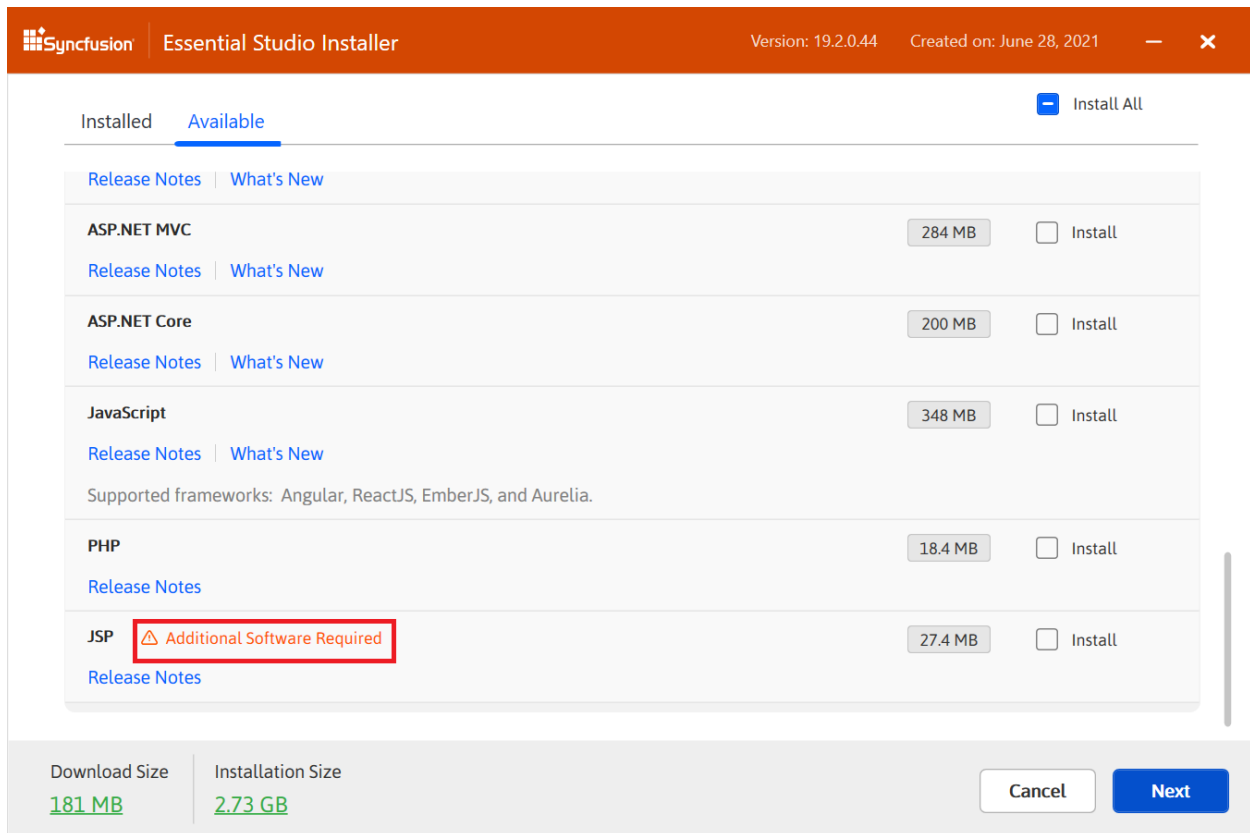 Syncfusion Essential Studio Installer Version: 19.2.0.44 Created on: June 28, 2021
Install All
Installed Available
Release Notes What's New
ASP.NET MVC 284 MB Install
Release Notes What's New
ASP.NET Core 200 MB Install
Release Notes What's New
JavaScript 348 MB Install
Release Notes What's New
Supported frameworks: Angular, ReactJS, EmberJS, and Aurelia.
PHP 18.4 MB Install
Release Notes
JSP Additional Software Required 27.4 MB Install
Release Notes
Download Size Installation Size
181 MB 2.73 GB
Cancel Next